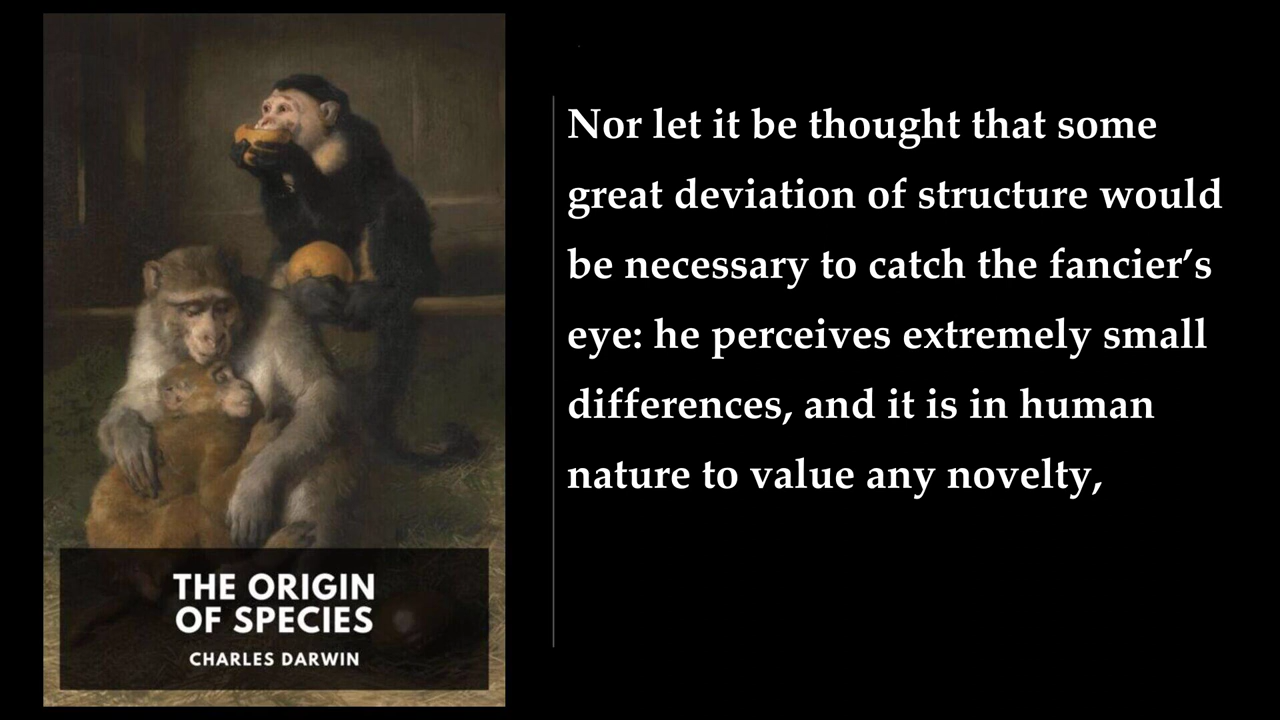 THE ORIGIN
OF SPECIES
CHARLES DARWIN
Nor let it be thought that some
great deviation of structure would
be necessary to catch the fancier’s
eye: he perceives extremely small
differences, and it is in human
nature to value any novelty,